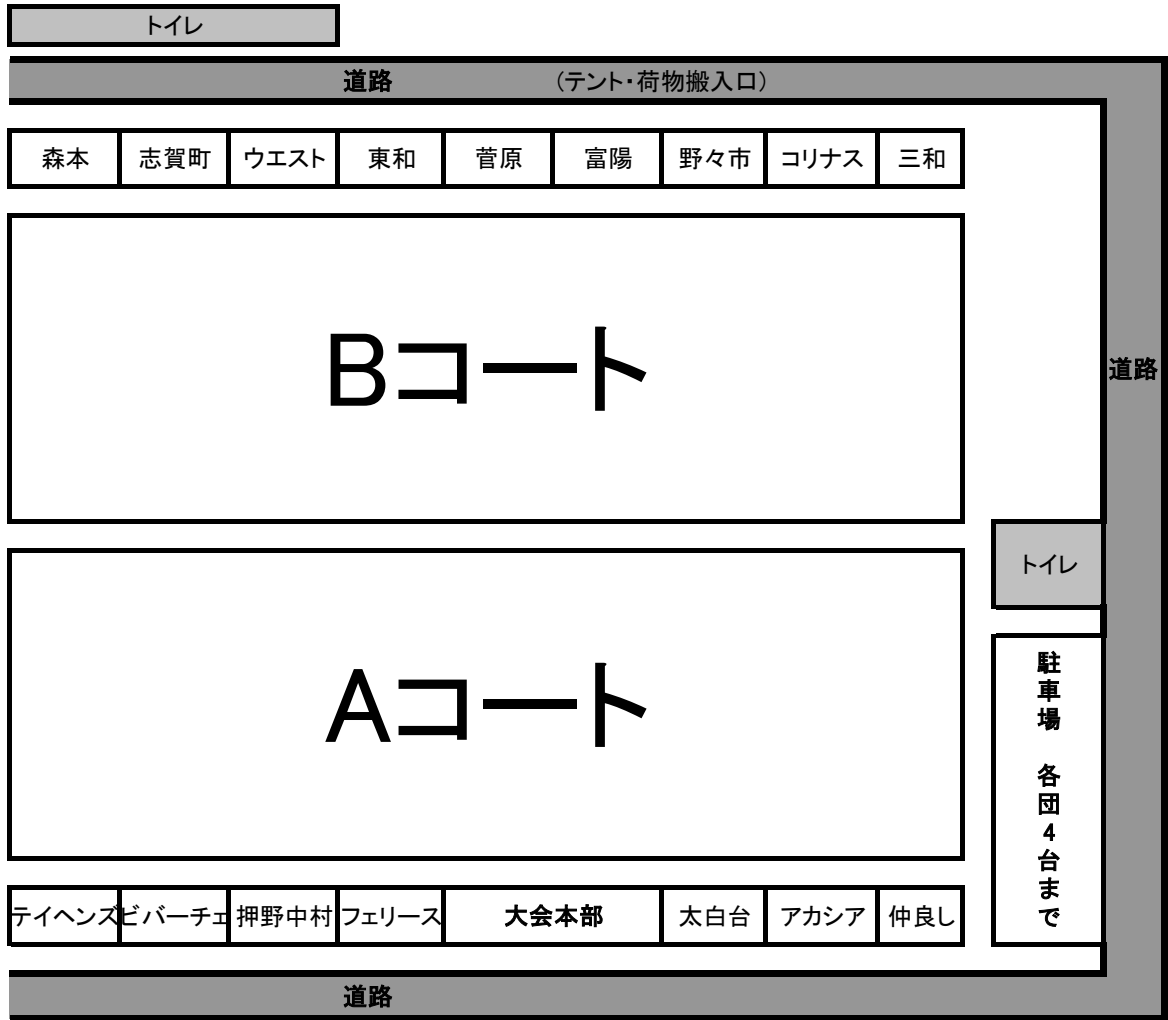 トイレ
道路 (テント・荷物搬入口)
森本 志賀町 ウエスト 東和 菅原 富陽 野々市 コリナス 三和
Bコート
道路
トイレ
Aコート
駐車場 各団4台まで
テイヘンズ ビバーチェ 押野中村 フェリース 大会本部 太白台 アカシア 仲良し
道路